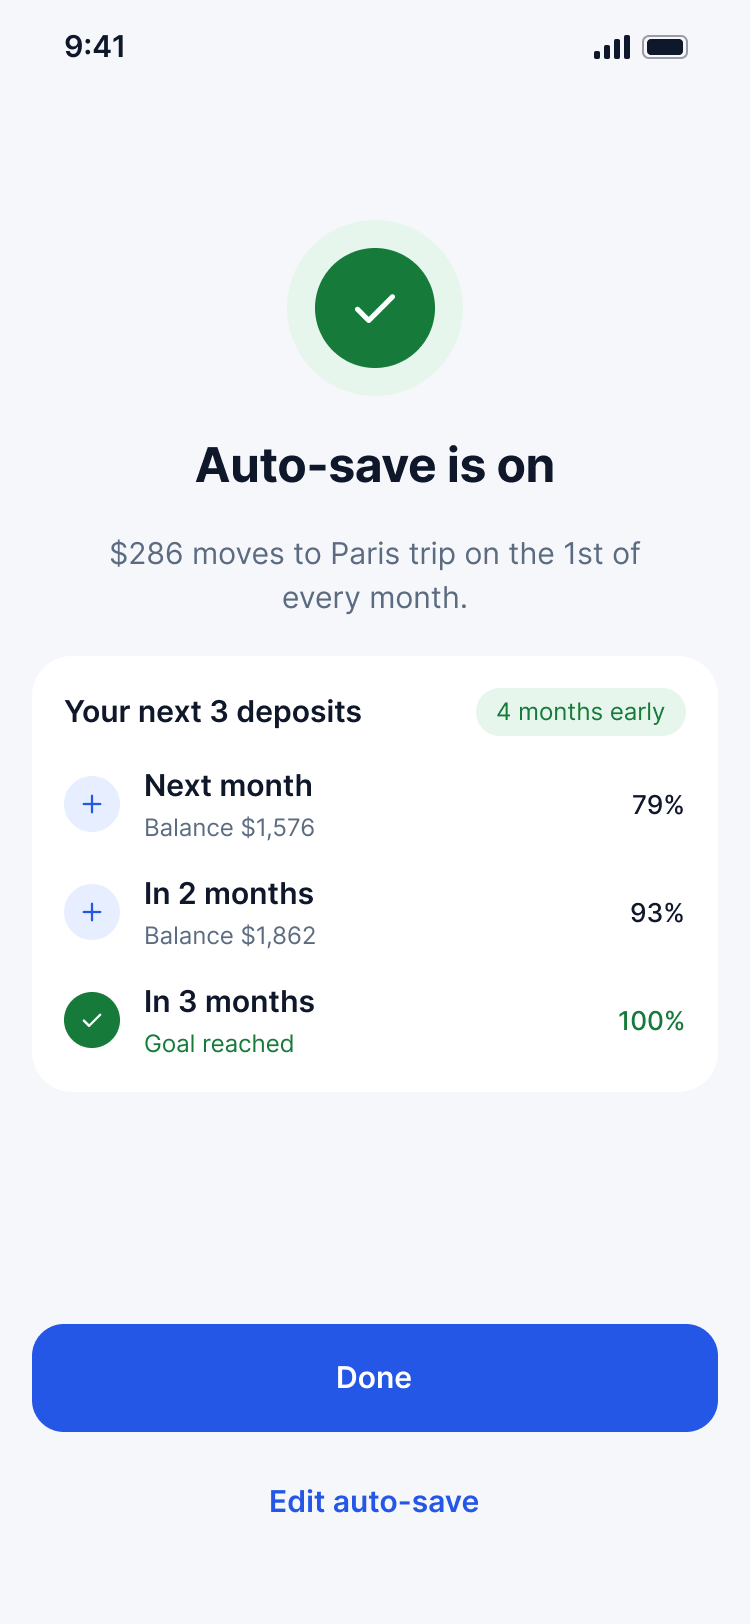 9:41
Auto-save is on
$286 moves to Paris trip on the 1st of
every month.
Your next 3 deposits
4 months early
Next month
Balance $1,576
79%
In 2 months
Balance $1,862
93%
In 3 months
Goal reached
100%
Done
Edit auto-save